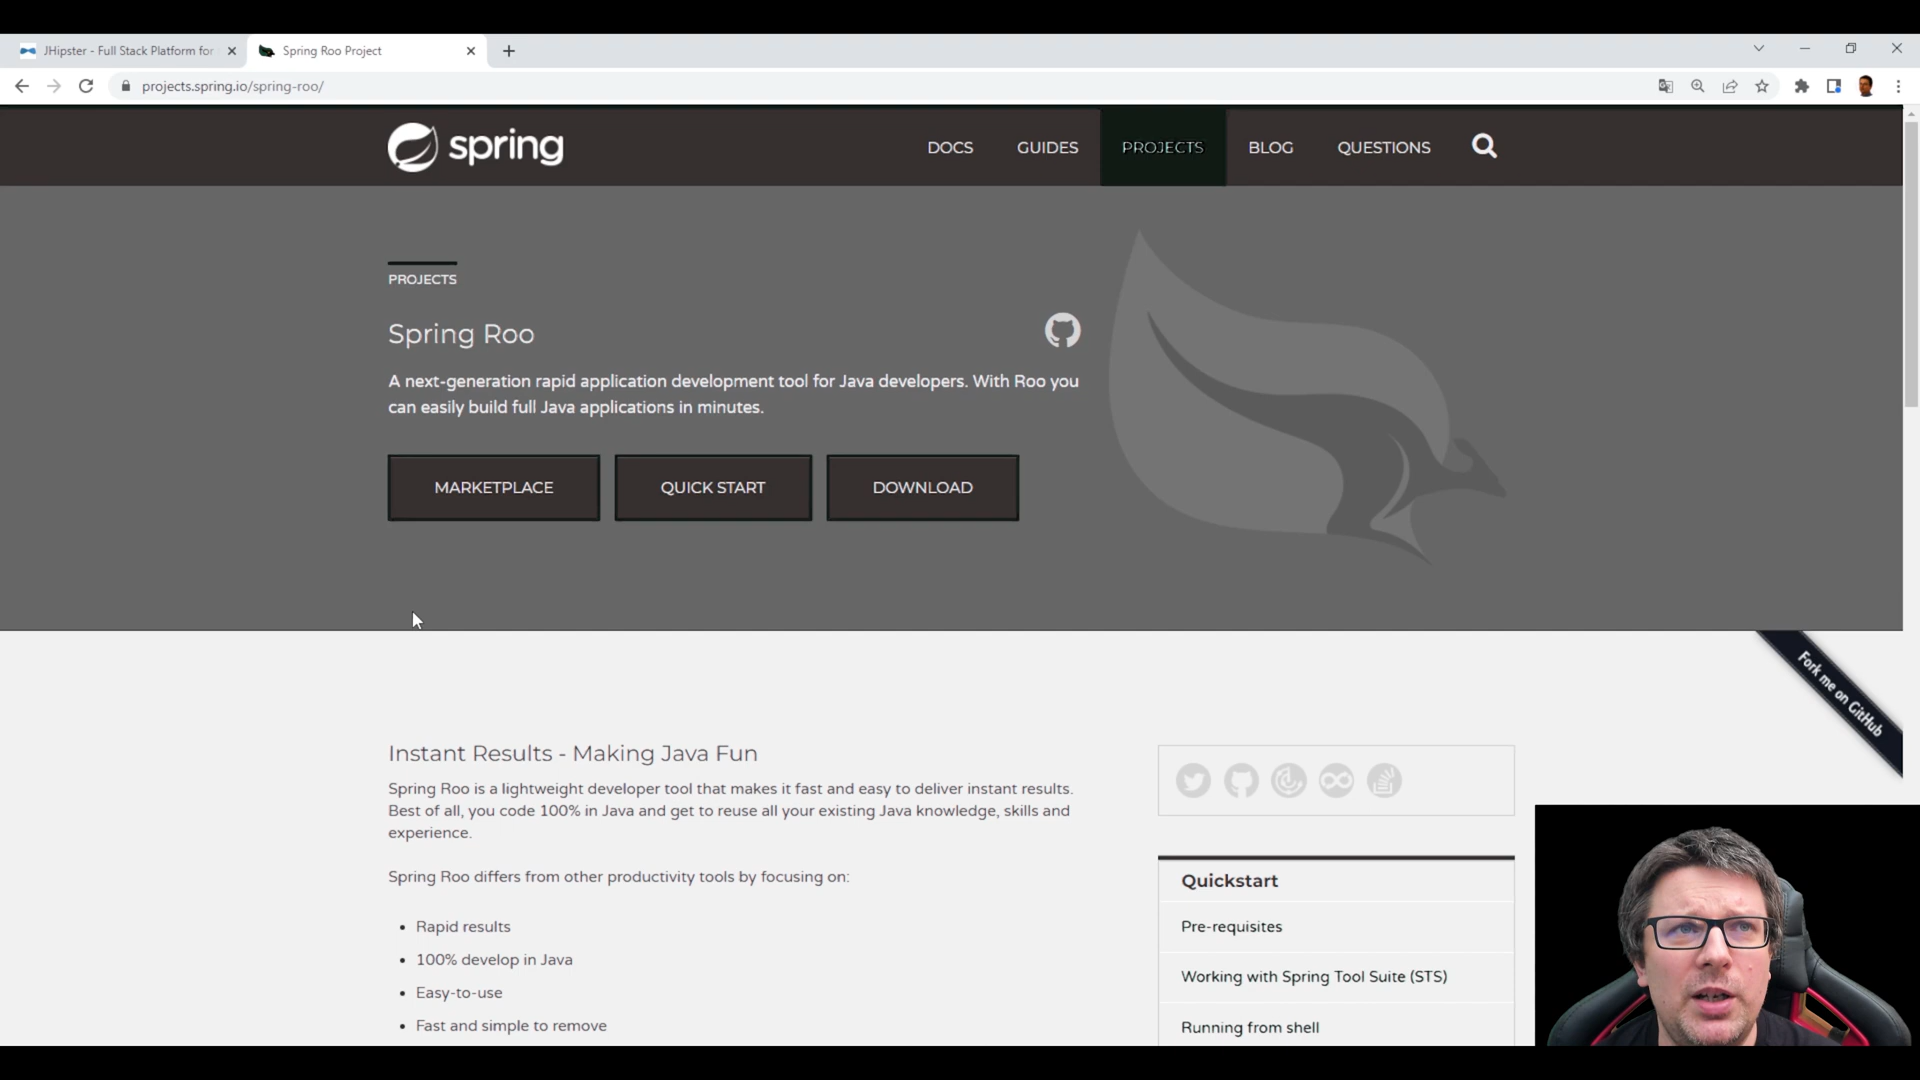 JHipster - Full Stack Platform for
Spring Roo Project
projects.spring.io/spring-roo/
spring
DOCS
GUIDES
PROJECTS
BLOG
QUESTIONS
PROJECTS
Spring Roo
A next-generation rapid application development tool for Java developers. With Roo you
can easily build full Java applications in minutes.
MARKETPLACE
QUICK START
DOWNLOAD
Fork me on GitHub
Instant Results - Making Java Fun
Spring Roo is a lightweight developer tool that makes it fast and easy to deliver instant results.
Best of all, you code 100% in Java and get to reuse all your existing Java knowledge, skills and
experience.
Spring Roo differs from other productivity tools by focusing on:
• Rapid results
• 100% develop in Java
• Easy-to-use
• Fast and simple to remove
Quickstart
Pre-requisites
Working with Spring Tool Suite (STS)
Running from shell